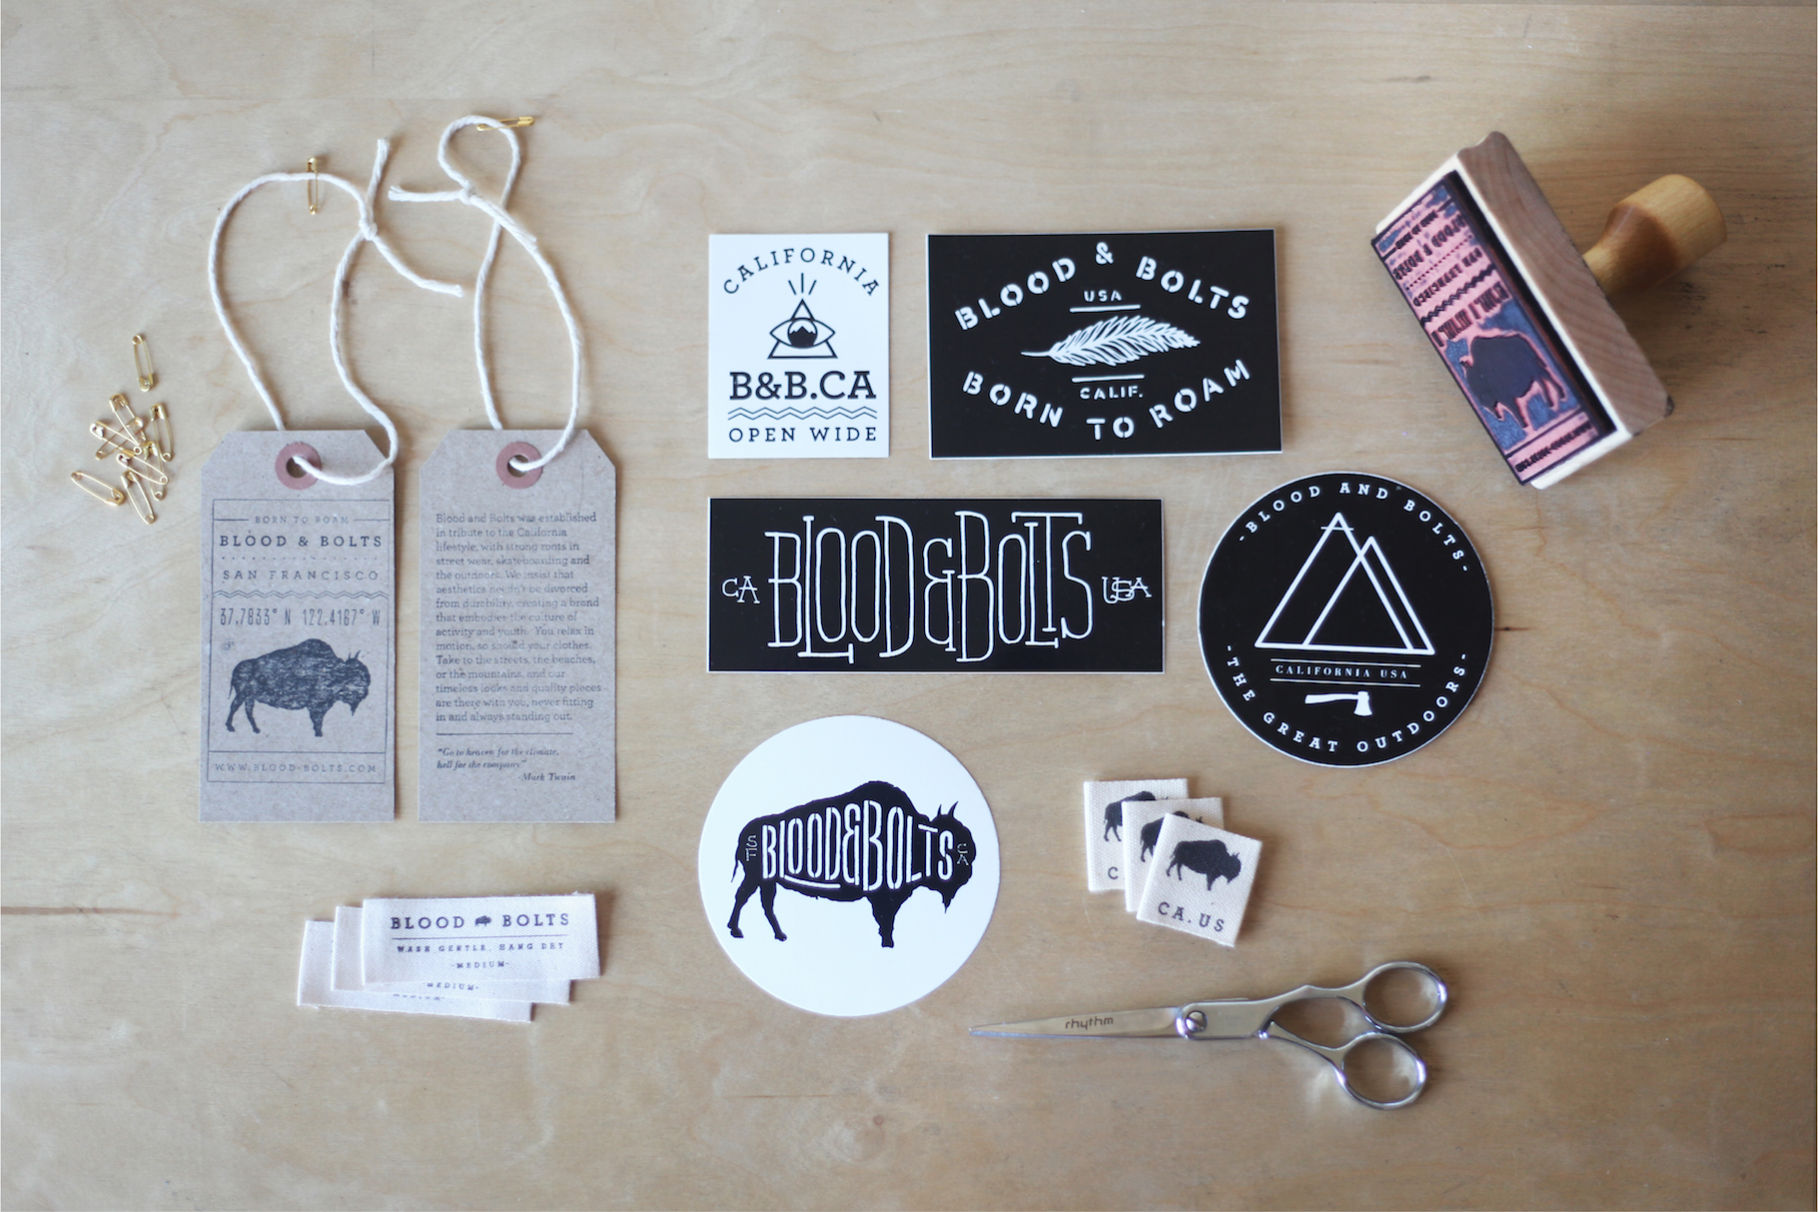 BORN TO ROAM
BLOOD & BOLTS
SAN FRANCISCO
37.7833° N 122.4167° W
WWW.BLOOD-BOLTS.COM
Blood and Bolts was established
in tribute to the California
lifestyle, with strong roots in
street wear, skateboarding and
the outdoors. We insist that
aesthetics needn't be divorced
from durability, creating a brand
that embodies the culture of
activity and youth. You relax in
motion, so should your clothes.
Take to the streets, the beaches,
or the mountains, and our
timeless looks and quality pieces
are there with you, never fitting
in and always standing out.
"Go to heaven for the climate,
hell for the company"
-Mark Twain
CALIFORNIA
B&B.CA
OPEN WIDE
BLOOD & BOLTS
USA
CALIF.
BORN TO ROAM
CA BLOOD & BOLTS USA
-BLOOD AND BOLTS-
CALIFORNIA USA
-THE GREAT OUTDOORS-
SF BLOOD&BOLTS CA
BLOOD BOLTS
WASH GENTLE, HANG DRY
-MEDIUM-
-MEDIUM-
C
CA.US
rhythm